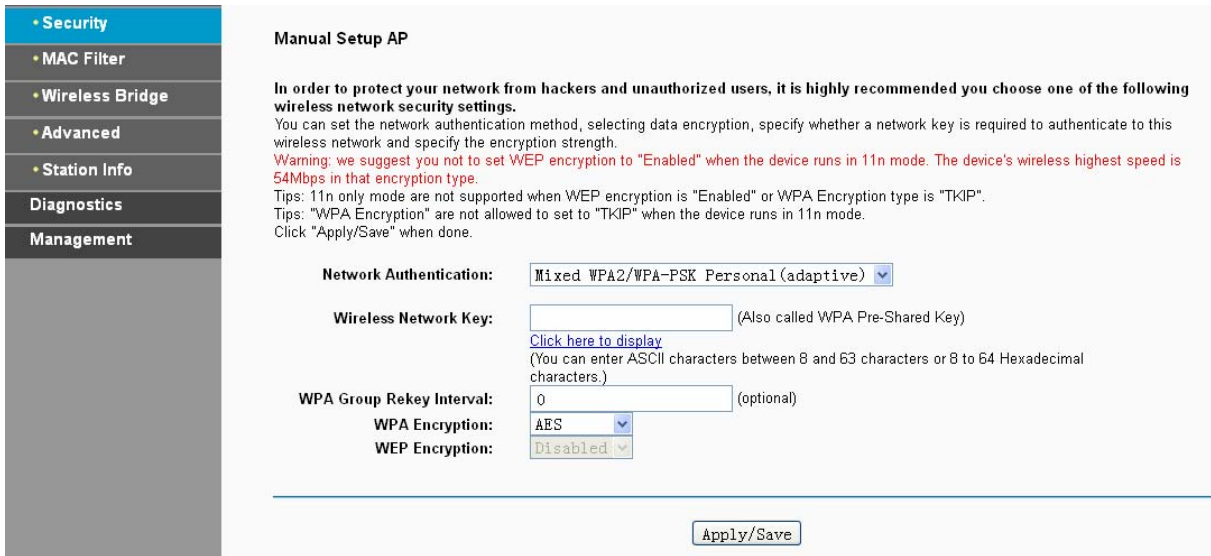 • Security
• MAC Filter
• Wireless Bridge
• Advanced
• Station Info
Diagnostics
Management
Manual Setup AP
In order to protect your network from hackers and unauthorized users, it is highly recommended you choose one of the following
wireless network security settings.
You can set the network authentication method, selecting data encryption, specify whether a network key is required to authenticate to this
wireless network and specify the encryption strength.
Warning: we suggest you not to set WEP encryption to "Enabled" when the device runs in 11n mode. The device's wireless highest speed is
54Mbps in that encryption type.
Tips: 11n only mode are not supported when WEP encryption is "Enabled" or WPA Encryption type is "TKIP".
Tips: "WPA Encryption" are not allowed to set to "TKIP" when the device runs in 11n mode.
Click "Apply/Save" when done.
Network Authentication: Mixed WPA2/WPA-PSK Personal(adaptive)
Wireless Network Key: (Also called WPA Pre-Shared Key)
Click here to display
(You can enter ASCII characters between 8 and 63 characters or 8 to 64 Hexadecimal
characters.)
WPA Group Rekey Interval: 0 (optional)
WPA Encryption: AES
WEP Encryption: Disabled
Apply/Save